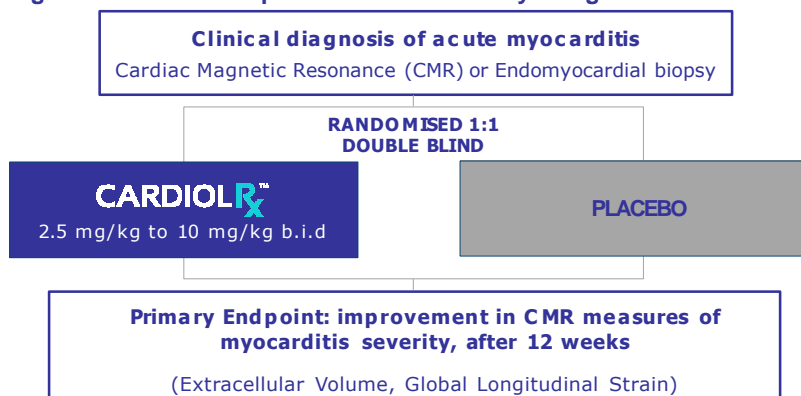 Clinical diagnosis of acute myocarditis
Cardiac Magnetic Resonance (CMR) or Endomyocardial biopsy
RANDOMISED 1:1
DOUBLE BLIND
CARDIOLRx™
2.5 mg/kg to 10 mg/kg b.i.d
PLACEBO
Primary Endpoint: improvement in CMR measures of
myocarditis severity, after 12 weeks
(Extracellular Volume, Global Longitudinal Strain)